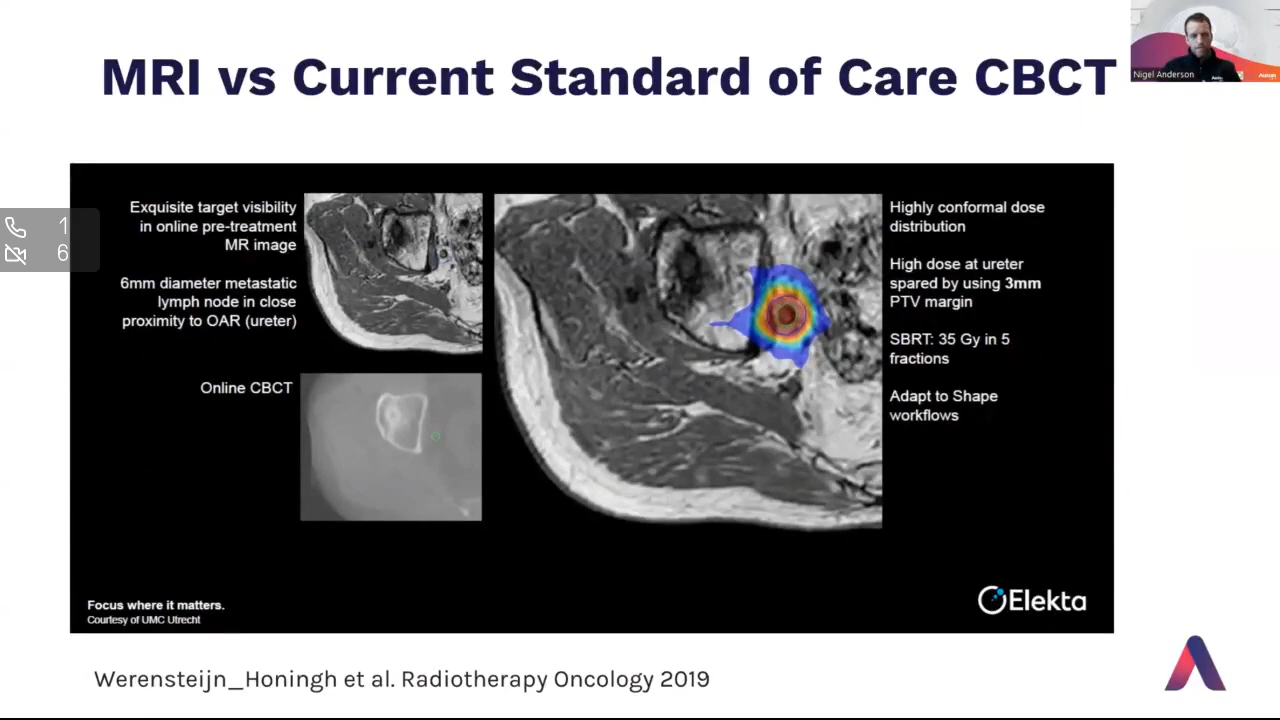 MRI vs Current Standard of Care CBCT
Nigel Anderson
1
6
Exquisite target visibility
in online pre-treatment
MR image
6mm diameter metastatic
lymph node in close
proximity to OAR (ureter)
Online CBCT
Highly conformal dose
distribution
High dose at ureter
spared by using 3mm
PTV margin
SBRT: 35 Gy in 5
fractions
Adapt to Shape
workflows
Focus where it matters.
Courtesy of UMC Utrecht
Elekta
Werensteijn_Honingh et al. Radiotherapy Oncology 2019